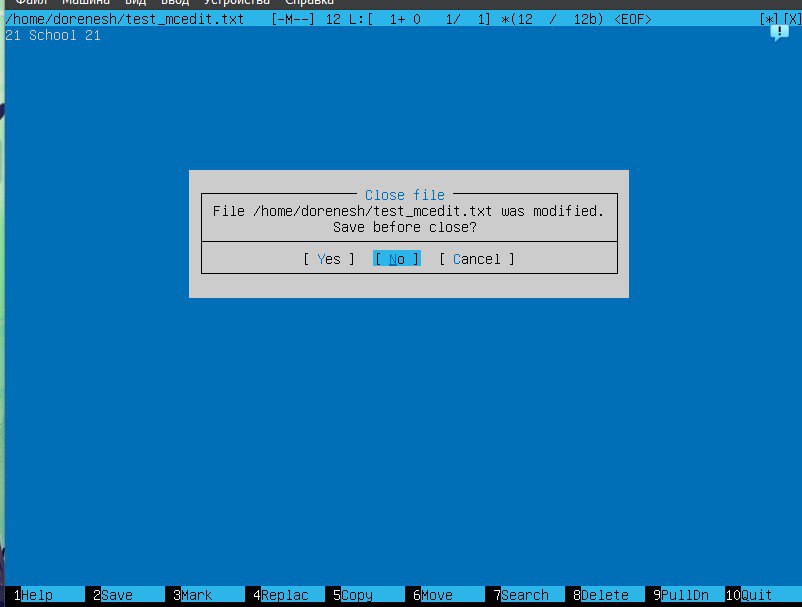 Файл Машина Вид Ввод Устройства Справка
/home/dorenesh/test_mcedit.txt [-M--] 12 L:[ 1+ 0 1/ 1] *(12 / 12b) <EOF> [*][X]
21 School 21
Close file
File /home/dorenesh/test_mcedit.txt was modified.
Save before close?
[ Yes ] [ No ] [ Cancel ]
1Help 2Save 3Mark 4Replac 5Copy 6Move 7Search 8Delete 9PullDn 10Quit